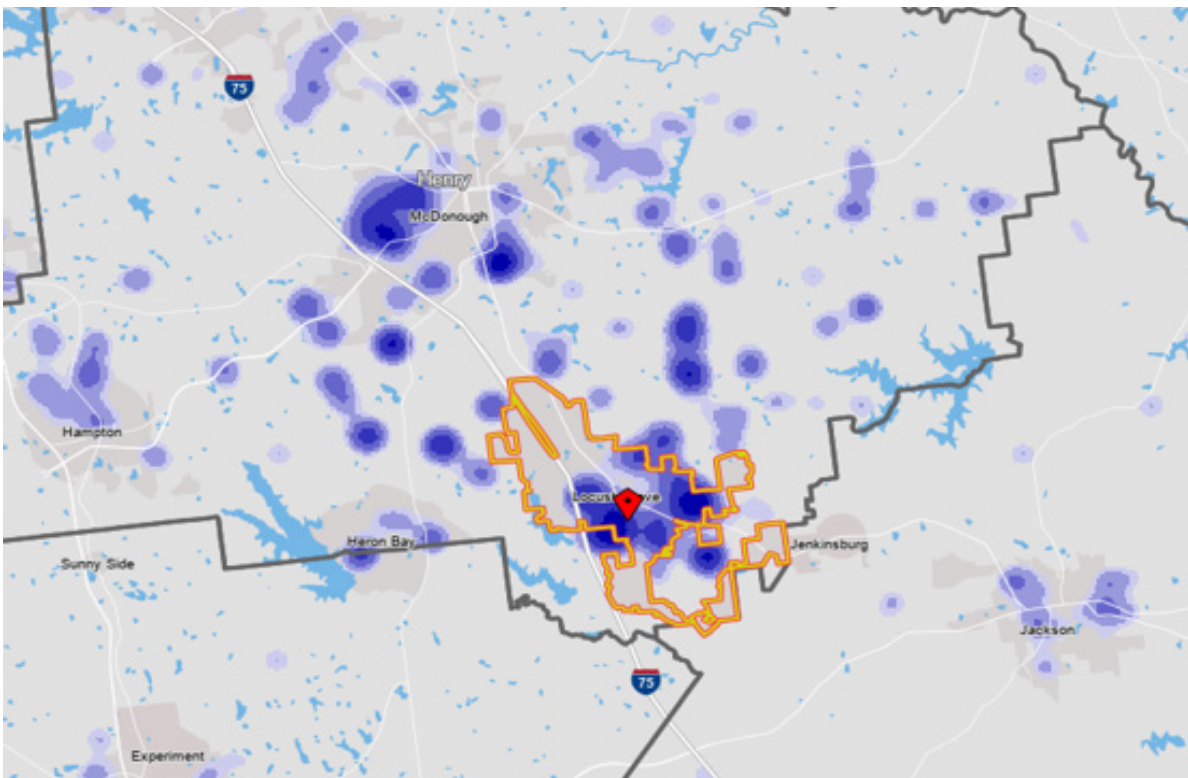 75
Henry
McDonough
Hampton
Heron Bay
Jenkinsburg
Sunny Side
Jackson
75
Experiment